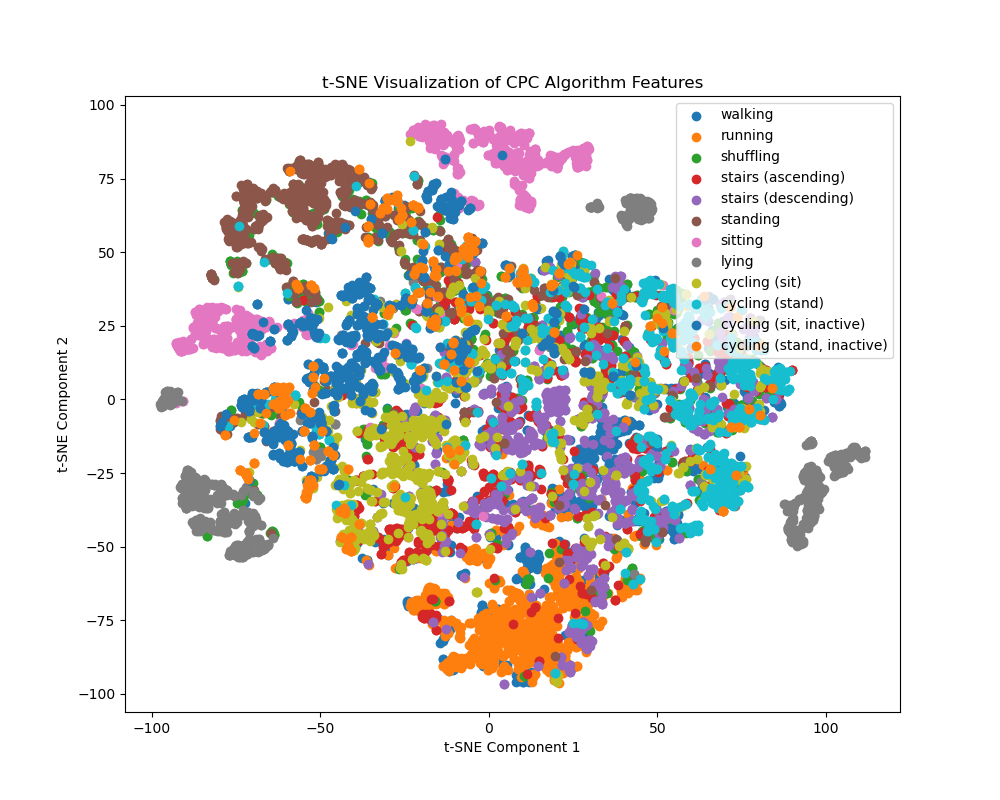 t-SNE Visualization of CPC Algorithm Features
100
75
50
25
0
−25
−50
−75
−100
t-SNE Component 2
walking
running
shuffling
stairs (ascending)
stairs (descending)
standing
sitting
lying
cycling (sit)
cycling (stand)
cycling (sit, inactive)
cycling (stand, inactive)
−100
−50
0
50
100
t-SNE Component 1